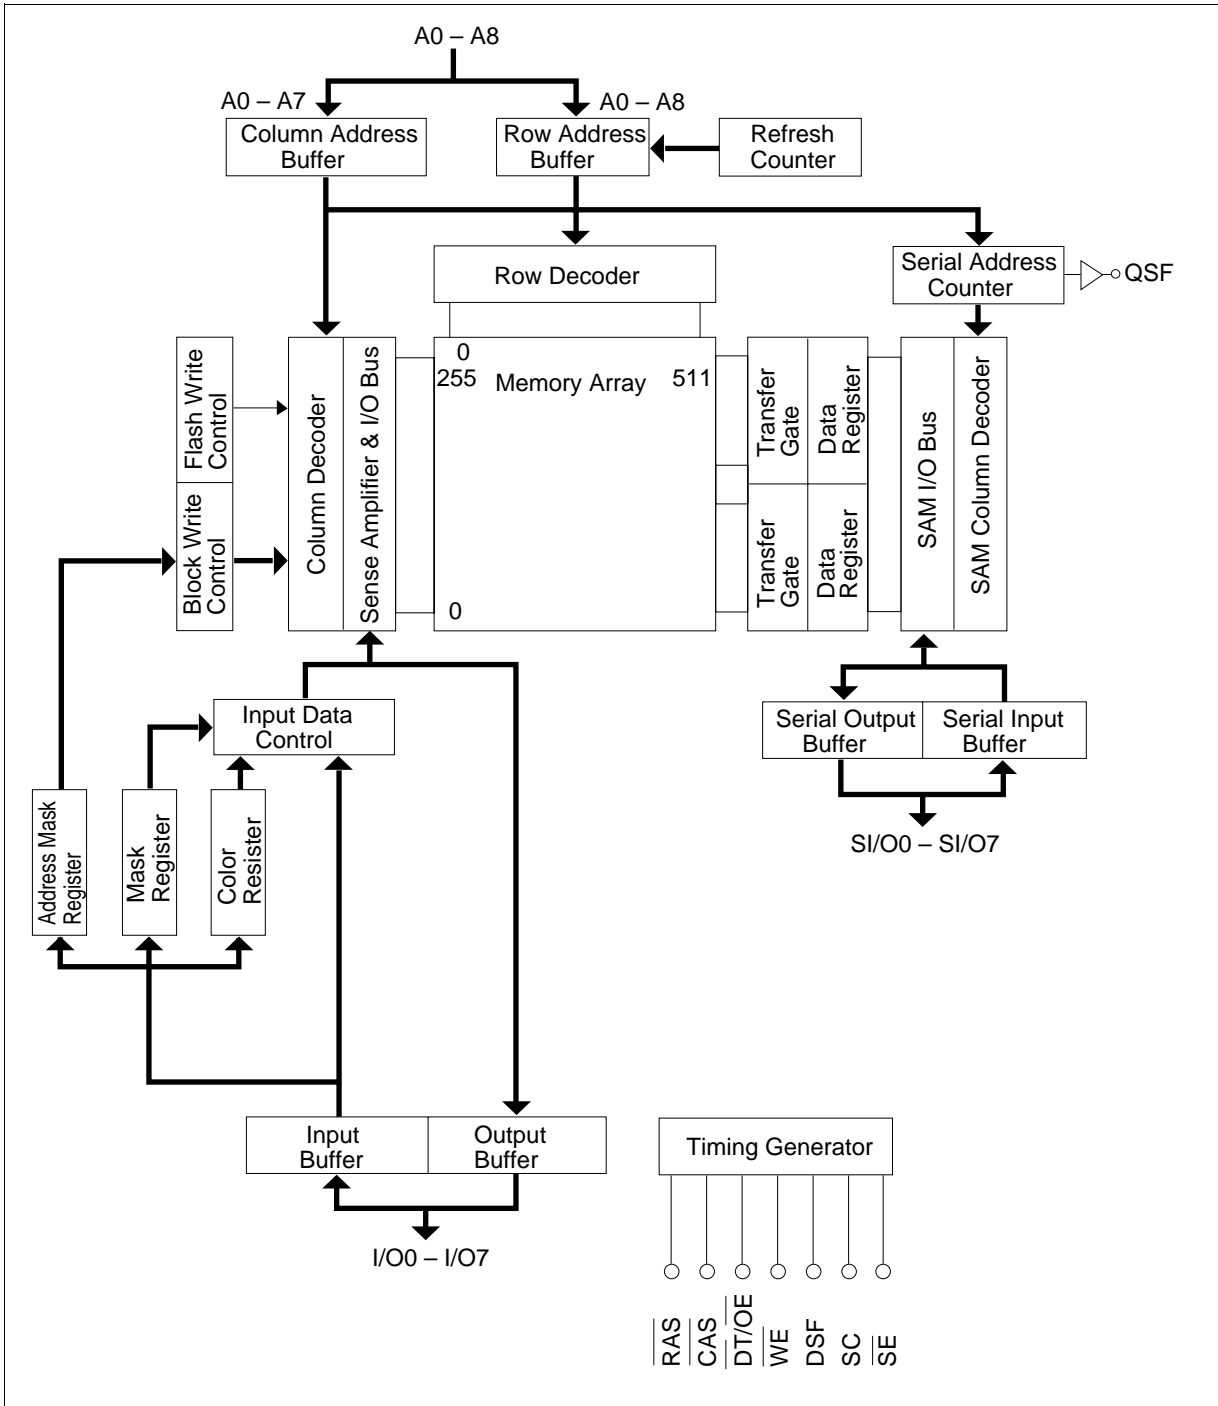 A0 – A8
A0 – A7
A0 – A8
Column Address
Buffer
Row Address
Buffer
Refresh
Counter
Row Decoder
Serial Address
Counter
QSF
Flash Write
Control
Block Write
Control
Column Decoder
Sense Amplifier & I/O Bus
0
255
Memory Array
511
0
Transfer
Gate
Data
Register
Transfer
Gate
Data
Register
SAM I/O Bus
SAM Column Decoder
Input Data
Control
Serial Output
Buffer
Serial Input
Buffer
SI/O0 – SI/O7
Address Mask
Register
Mask
Register
Color
Resister
Input
Buffer
Output
Buffer
I/O0 – I/O7
Timing Generator
RAS
CAS
DT/OE
WE
DSF
SC
SE